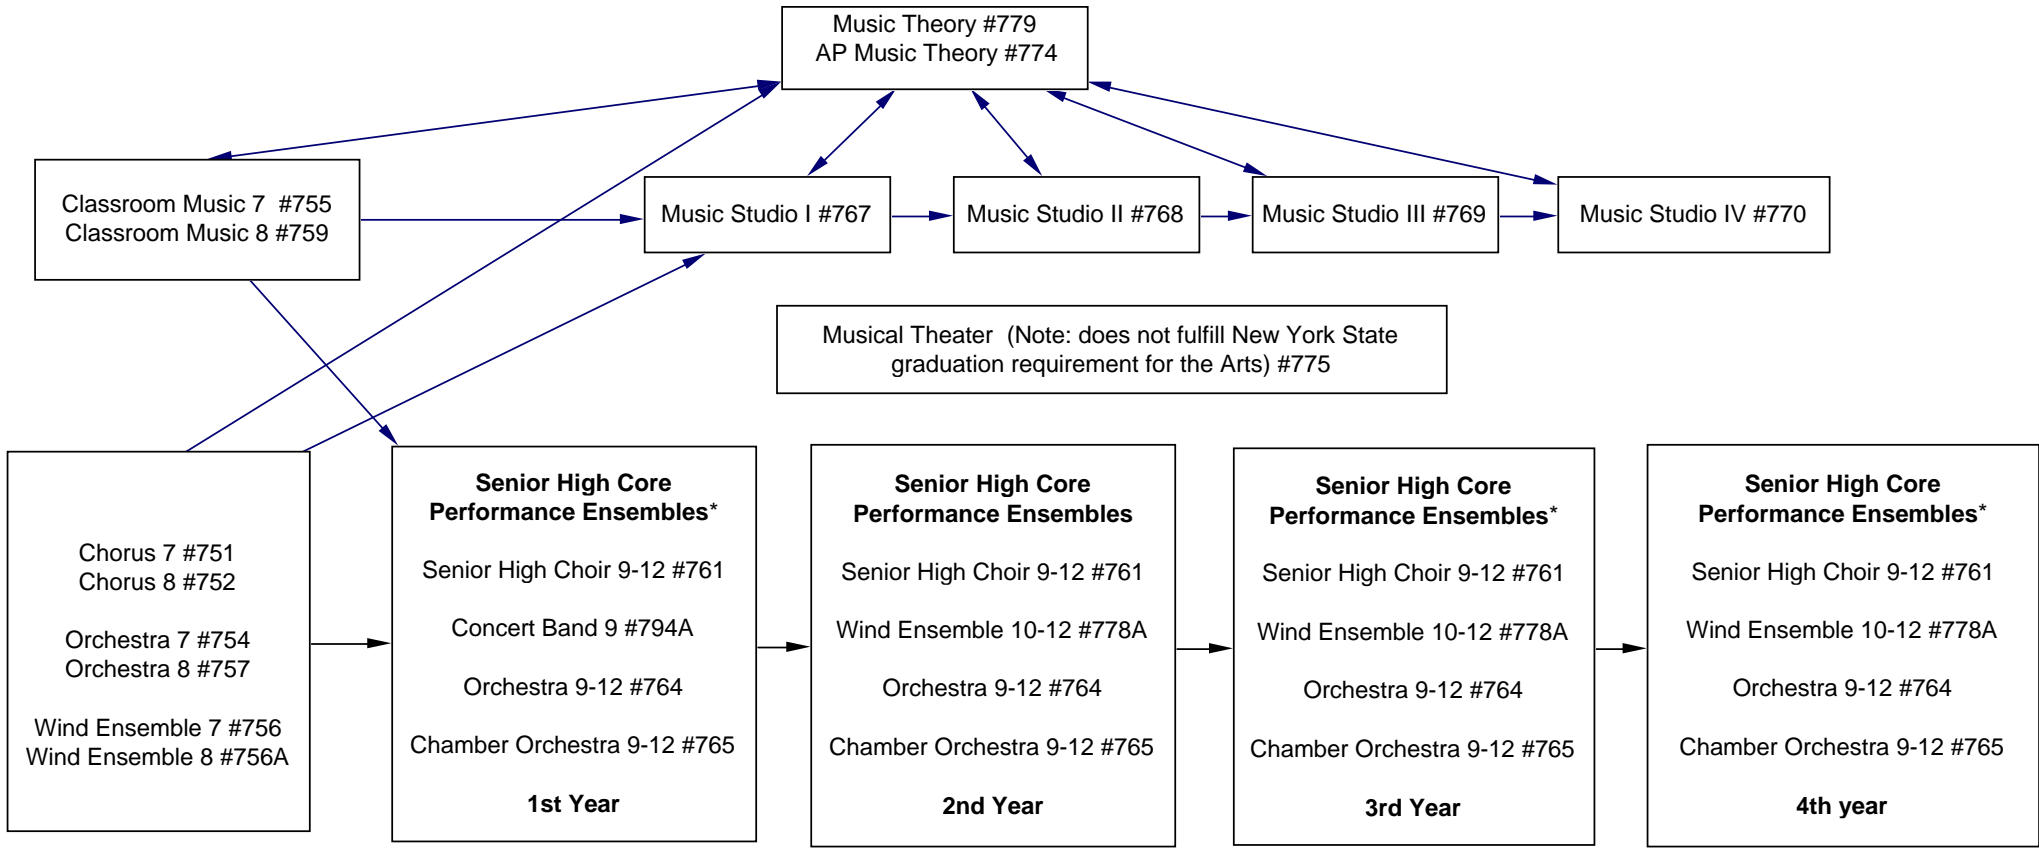 Music Theory #779
AP Music Theory #774
Classroom Music 7  #755
Classroom Music 8 #759
Music Studio I #767
Music Studio II #768
Music Studio III #769
Music Studio IV #770
Musical Theater  (Note: does not fulfill New York State
graduation requirement for the Arts) #775
Chorus 7 #751
Chorus 8 #752
Orchestra 7 #754
Orchestra 8 #757
Wind Ensemble 7 #756
Wind Ensemble 8 #756A
Senior High Core
Performance Ensembles*
Senior High Choir 9-12 #761
Concert Band 9 #794A
Orchestra 9-12 #764
Chamber Orchestra 9-12 #765
1st Year
Senior High Core
Performance Ensembles
Senior High Choir 9-12 #761
Wind Ensemble 10-12 #778A
Orchestra 9-12 #764
Chamber Orchestra 9-12 #765
2nd Year
Senior High Core
Performance Ensembles*
Senior High Choir 9-12 #761
Wind Ensemble 10-12 #778A
Orchestra 9-12 #764
Chamber Orchestra 9-12 #765
3rd Year
Senior High Core
Performance Ensembles*
Senior High Choir 9-12 #761
Wind Ensemble 10-12 #778A
Orchestra 9-12 #764
Chamber Orchestra 9-12 #765
4th year